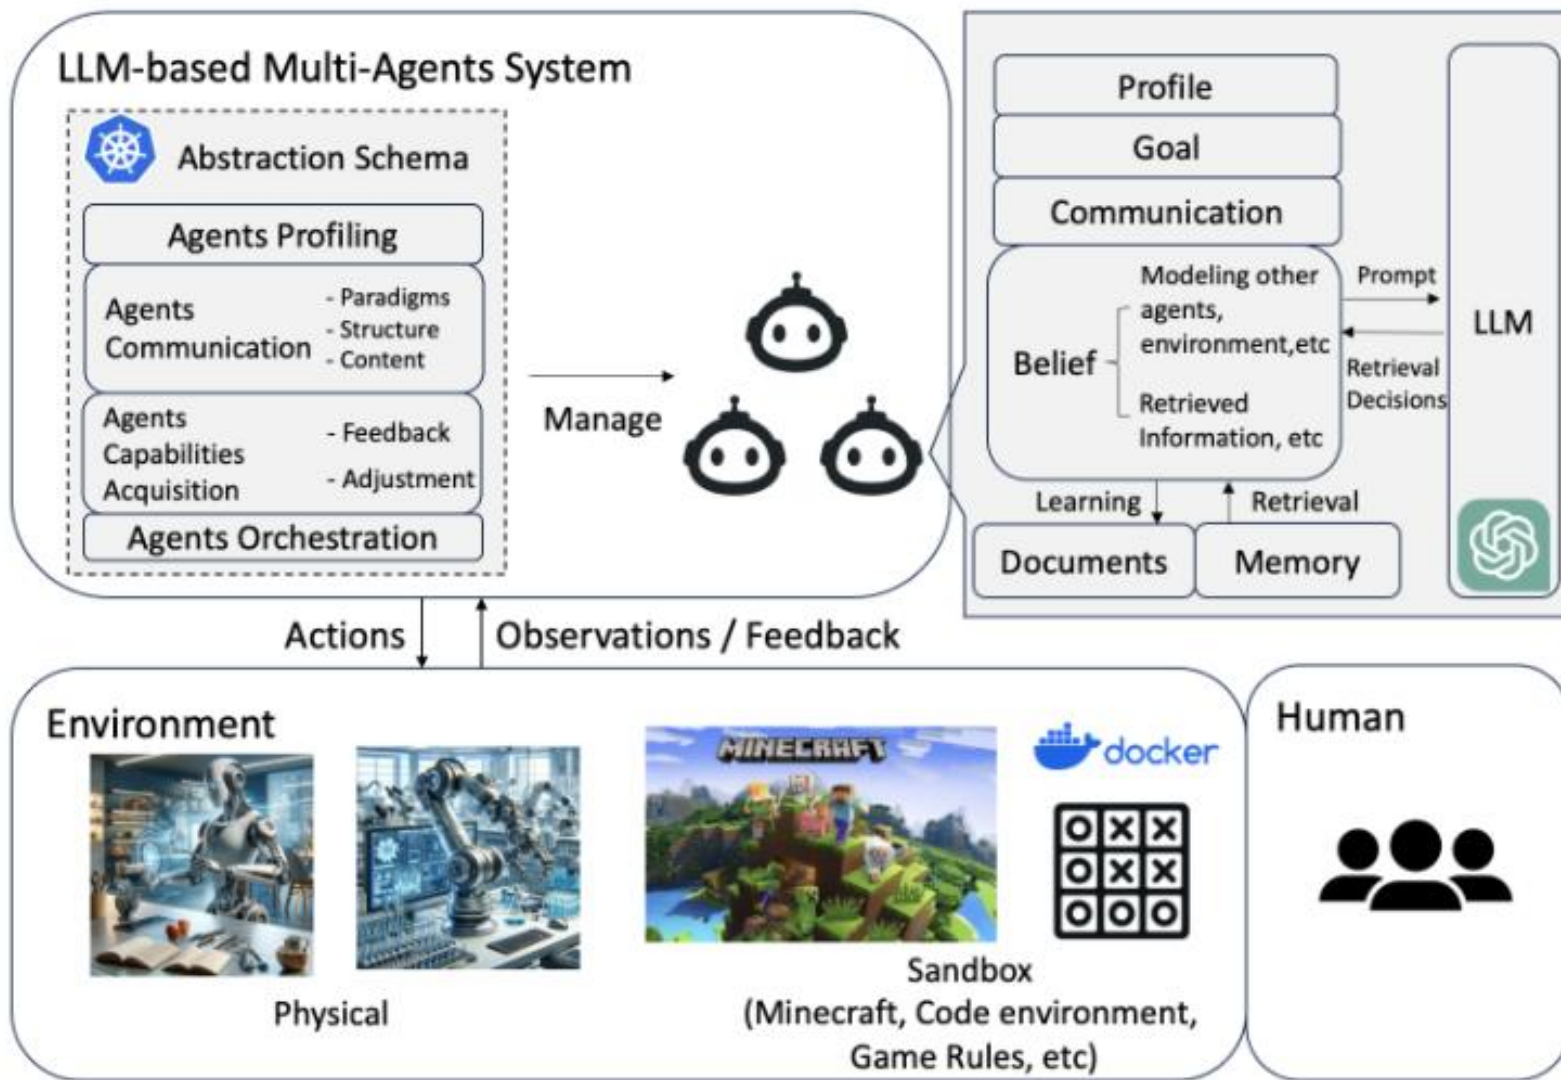 LLM-based Multi-Agents System
Abstraction Schema
Agents Profiling
Agents
Communication
- Paradigms
- Structure
- Content
Agents
Capabilities
Acquisition
- Feedback
- Adjustment
Agents Orchestration
Manage
Profile
Goal
Communication
Belief
Modeling other
agents,
environment,etc
Retrieved
Information, etc
Prompt
Retrieval
Decisions
LLM
Learning
Retrieval
Documents
Memory
Actions
Observations / Feedback
Environment
Physical
MINECRAFT
docker
O X X
O X X
O O O
Sandbox
(Minecraft, Code environment,
Game Rules, etc)
Human